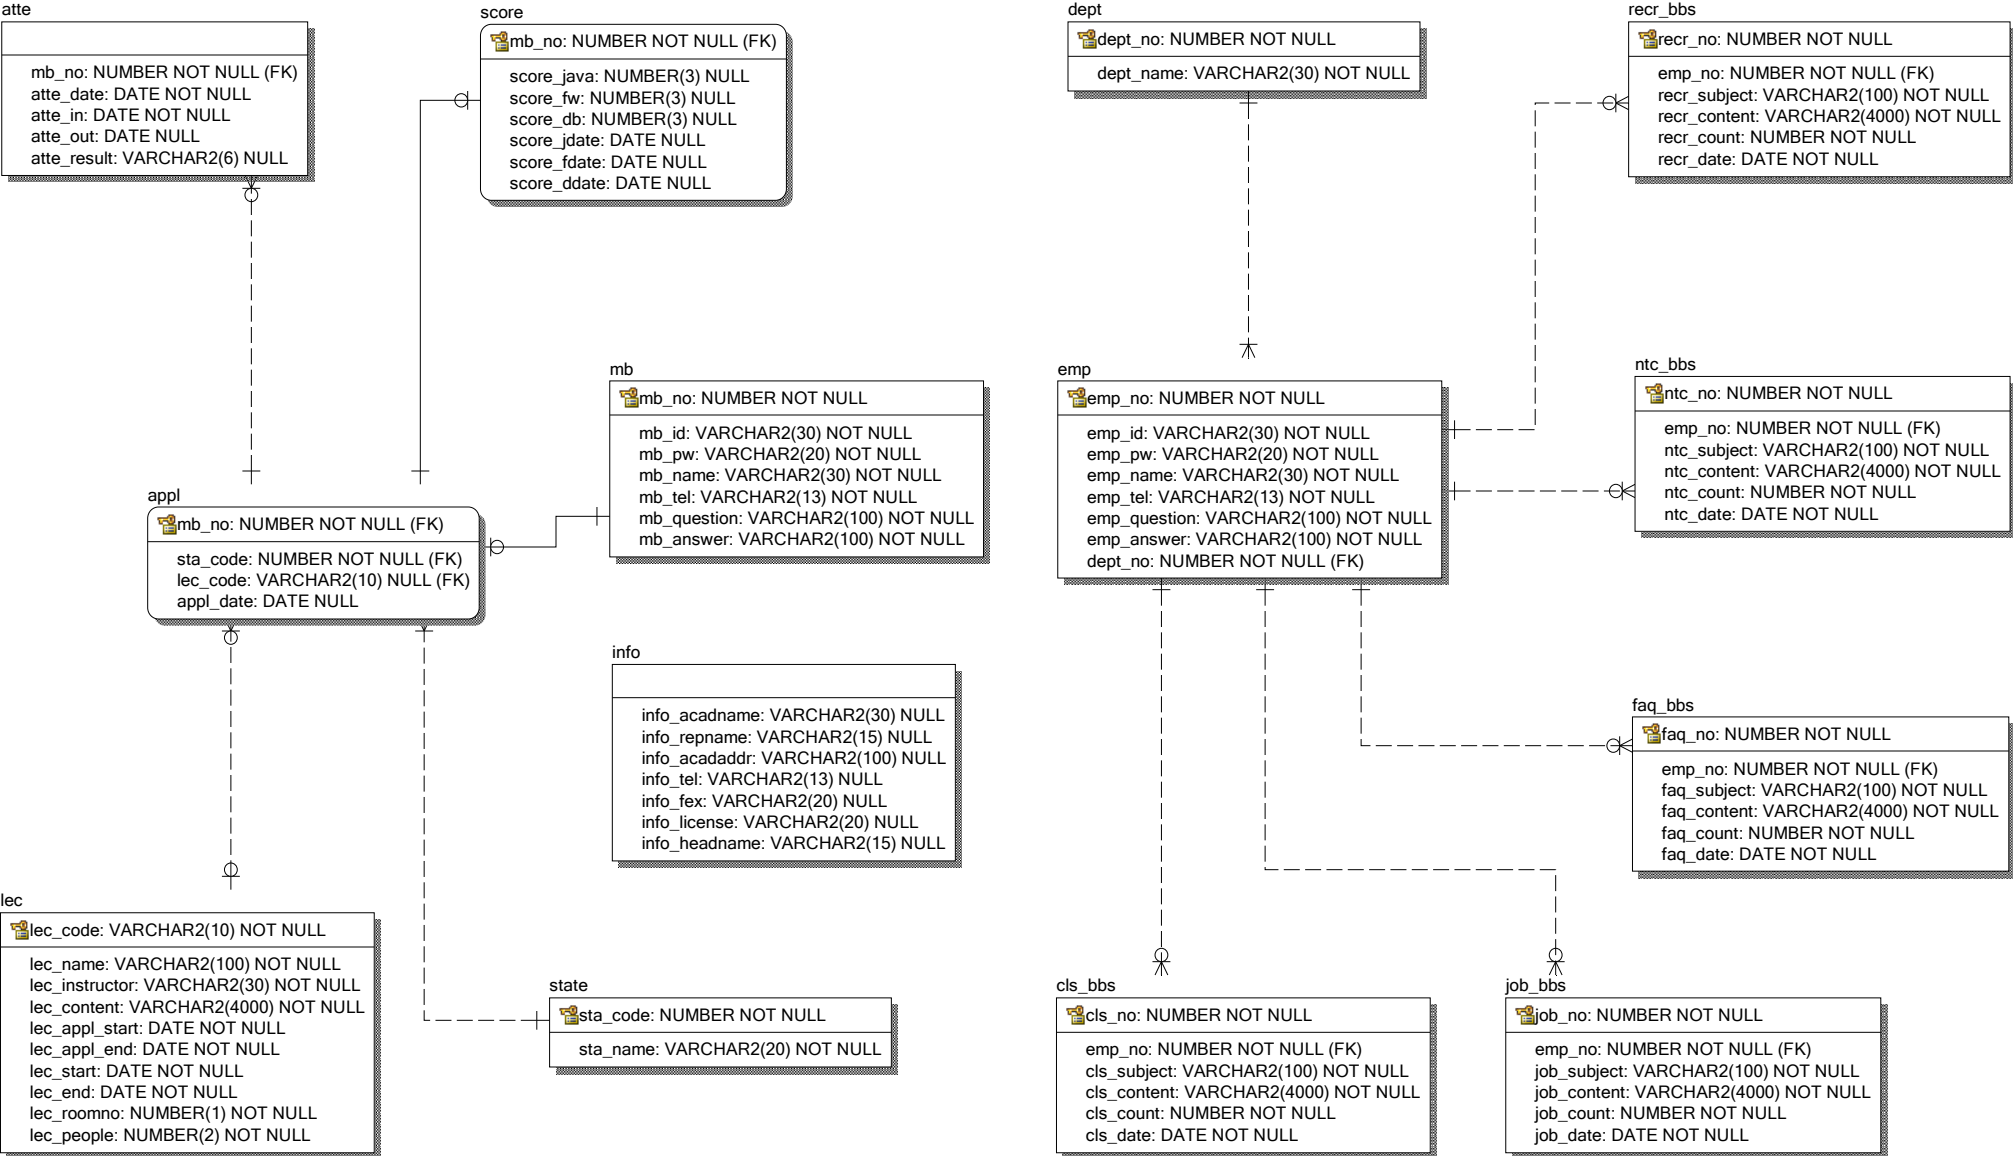 atte
mb_no: NUMBER NOT NULL (FK)
atte_date: DATE NOT NULL
atte_in: DATE NOT NULL
atte_out: DATE NULL
atte_result: VARCHAR2(6) NULL
score
mb_no: NUMBER NOT NULL (FK)
score_java: NUMBER(3) NULL
score_fw: NUMBER(3) NULL
score_db: NUMBER(3) NULL
score_jdate: DATE NULL
score_fdate: DATE NULL
score_ddate: DATE NULL
dept
dept_no: NUMBER NOT NULL
dept_name: VARCHAR2(30) NOT NULL
recr_bbs
recr_no: NUMBER NOT NULL
emp_no: NUMBER NOT NULL (FK)
recr_subject: VARCHAR2(100) NOT NULL
recr_content: VARCHAR2(4000) NOT NULL
recr_count: NUMBER NOT NULL
recr_date: DATE NOT NULL
mb
mb_no: NUMBER NOT NULL
mb_id: VARCHAR2(30) NOT NULL
mb_pw: VARCHAR2(20) NOT NULL
mb_name: VARCHAR2(30) NOT NULL
mb_tel: VARCHAR2(13) NOT NULL
mb_question: VARCHAR2(100) NOT NULL
mb_answer: VARCHAR2(100) NOT NULL
emp
emp_no: NUMBER NOT NULL
emp_id: VARCHAR2(30) NOT NULL
emp_pw: VARCHAR2(20) NOT NULL
emp_name: VARCHAR2(30) NOT NULL
emp_tel: VARCHAR2(13) NOT NULL
emp_question: VARCHAR2(100) NOT NULL
emp_answer: VARCHAR2(100) NOT NULL
dept_no: NUMBER NOT NULL (FK)
ntc_bbs
ntc_no: NUMBER NOT NULL
emp_no: NUMBER NOT NULL (FK)
ntc_subject: VARCHAR2(100) NOT NULL
ntc_content: VARCHAR2(4000) NOT NULL
ntc_count: NUMBER NOT NULL
ntc_date: DATE NOT NULL
appl
mb_no: NUMBER NOT NULL (FK)
sta_code: NUMBER NOT NULL (FK)
lec_code: VARCHAR2(10) NULL (FK)
appl_date: DATE NULL
info
info_acadname: VARCHAR2(30) NULL
info_repname: VARCHAR2(15) NULL
info_acadaddr: VARCHAR2(100) NULL
info_tel: VARCHAR2(13) NULL
info_fex: VARCHAR2(20) NULL
info_license: VARCHAR2(20) NULL
info_headname: VARCHAR2(15) NULL
faq_bbs
faq_no: NUMBER NOT NULL
emp_no: NUMBER NOT NULL (FK)
faq_subject: VARCHAR2(100) NOT NULL
faq_content: VARCHAR2(4000) NOT NULL
faq_count: NUMBER NOT NULL
faq_date: DATE NOT NULL
lec
lec_code: VARCHAR2(10) NOT NULL
lec_name: VARCHAR2(100) NOT NULL
lec_instructor: VARCHAR2(30) NOT NULL
lec_content: VARCHAR2(4000) NOT NULL
lec_appl_start: DATE NOT NULL
lec_appl_end: DATE NOT NULL
lec_start: DATE NOT NULL
lec_end: DATE NOT NULL
lec_roomno: NUMBER(1) NOT NULL
lec_people: NUMBER(2) NOT NULL
state
sta_code: NUMBER NOT NULL
sta_name: VARCHAR2(20) NOT NULL
cls_bbs
cls_no: NUMBER NOT NULL
emp_no: NUMBER NOT NULL (FK)
cls_subject: VARCHAR2(100) NOT NULL
cls_content: VARCHAR2(4000) NOT NULL
cls_count: NUMBER NOT NULL
cls_date: DATE NOT NULL
job_bbs
job_no: NUMBER NOT NULL
emp_no: NUMBER NOT NULL (FK)
job_subject: VARCHAR2(100) NOT NULL
job_content: VARCHAR2(4000) NOT NULL
job_count: NUMBER NOT NULL
job_date: DATE NOT NULL